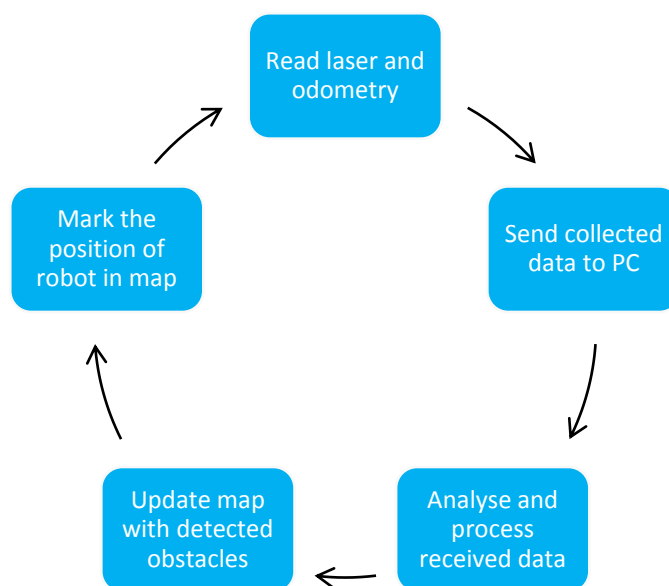 Read laser and
odometry
Send collected
data to PC
Analyse and
process
received data
Update map
with detected
obstacles
Mark the
position of
robot in map